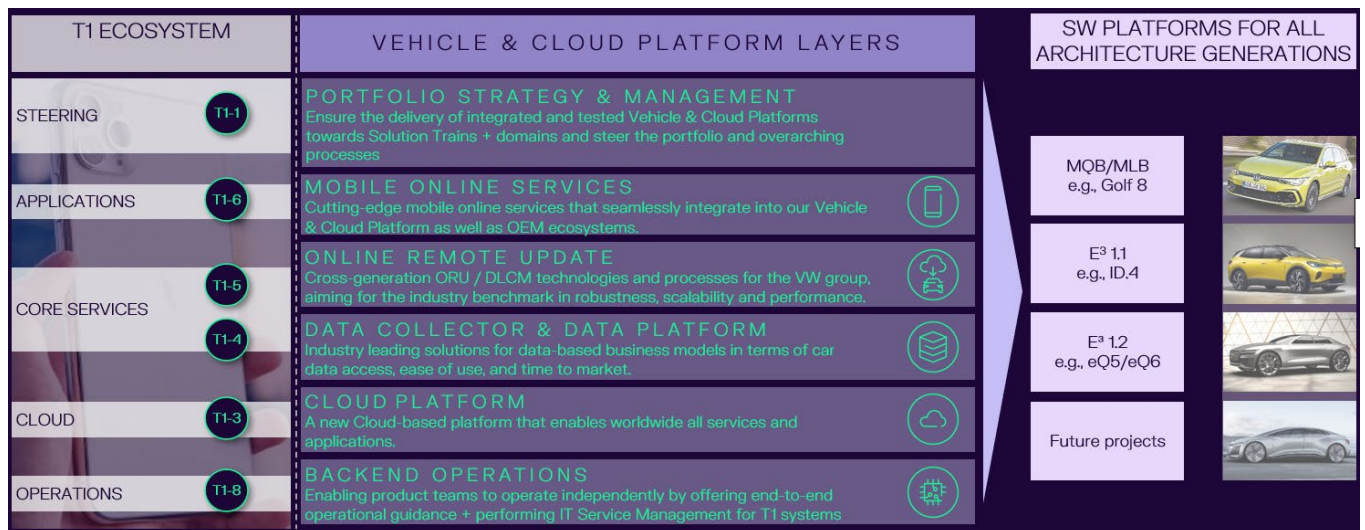 T1 ECOSYSTEM
VEHICLE & CLOUD PLATFORM LAYERS
SW PLATFORMS FOR ALL
ARCHITECTURE GENERATIONS
STEERING
T1-1
PORTFOLIO STRATEGY & MANAGEMENT
Ensure the delivery of integrated and tested Vehicle & Cloud Platforms
towards Solution Trains + domains and steer the portfolio and overarching
processes
APPLICATIONS
T1-6
MOBILE ONLINE SERVICES
Cutting-edge mobile online services that seamlessly integrate into our Vehicle
& Cloud Platform as well as OEM ecosystems.
CORE SERVICES
T1-5
ONLINE REMOTE UPDATE
Cross-generation ORU / DLCM technologies and processes for the VW group,
aiming for the industry benchmark in robustness, scalability and performance.
T1-4
DATA COLLECTOR & DATA PLATFORM
Industry leading solutions for data-based business models in terms of car
data access, ease of use, and time to market.
CLOUD
T1-3
CLOUD PLATFORM
A new Cloud-based platform that enables worldwide all services and
applications.
OPERATIONS
T1-8
BACKEND OPERATIONS
Enabling product teams to operate independently by offering end-to-end
operational guidance + performing IT Service Management for T1 systems
MQB/MLB
e.g., Golf 8
E³ 1.1
e.g., ID.4
E³ 1.2
e.g., eQ5/eQ6
Future projects